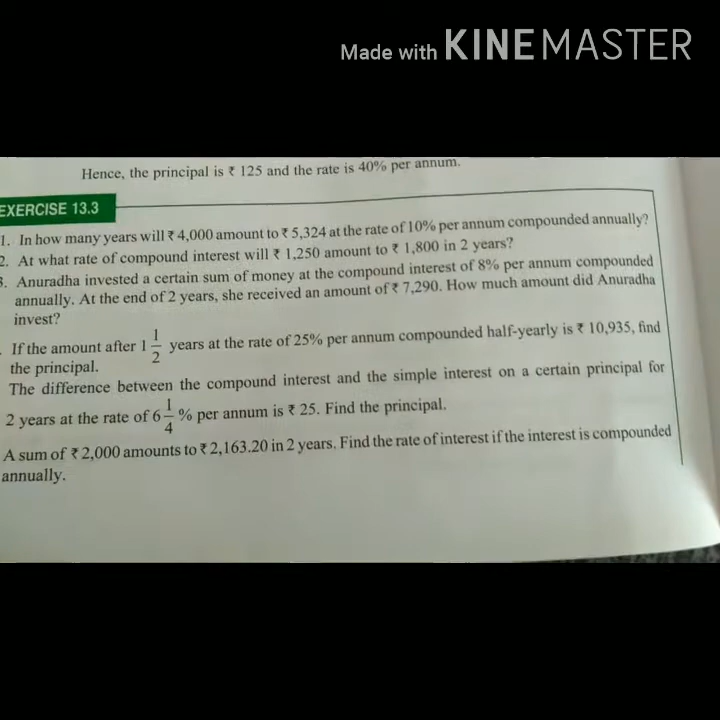 Made with KINEMASTER
Hence, the principal is ₹ 125 and the rate is 40% per annum.
EXERCISE 13.3
1. In how many years will ₹ 4,000 amount to ₹ 5,324 at the rate of 10% per annum compounded annually?
2. At what rate of compound interest will ₹ 1,250 amount to ₹ 1,800 in 2 years?
3. Anuradha invested a certain sum of money at the compound interest of 8% per annum compounded
annually. At the end of 2 years, she received an amount of ₹ 7,290. How much amount did Anuradha
invest?
. If the amount after 1 1/2 years at the rate of 25% per annum compounded half-yearly is ₹ 10,935, find
the principal.
The difference between the compound interest and the simple interest on a certain principal for
2 years at the rate of 6 1/4 % per annum is ₹ 25. Find the principal.
A sum of ₹ 2,000 amounts to ₹ 2,163.20 in 2 years. Find the rate of interest if the interest is compounded
annually.